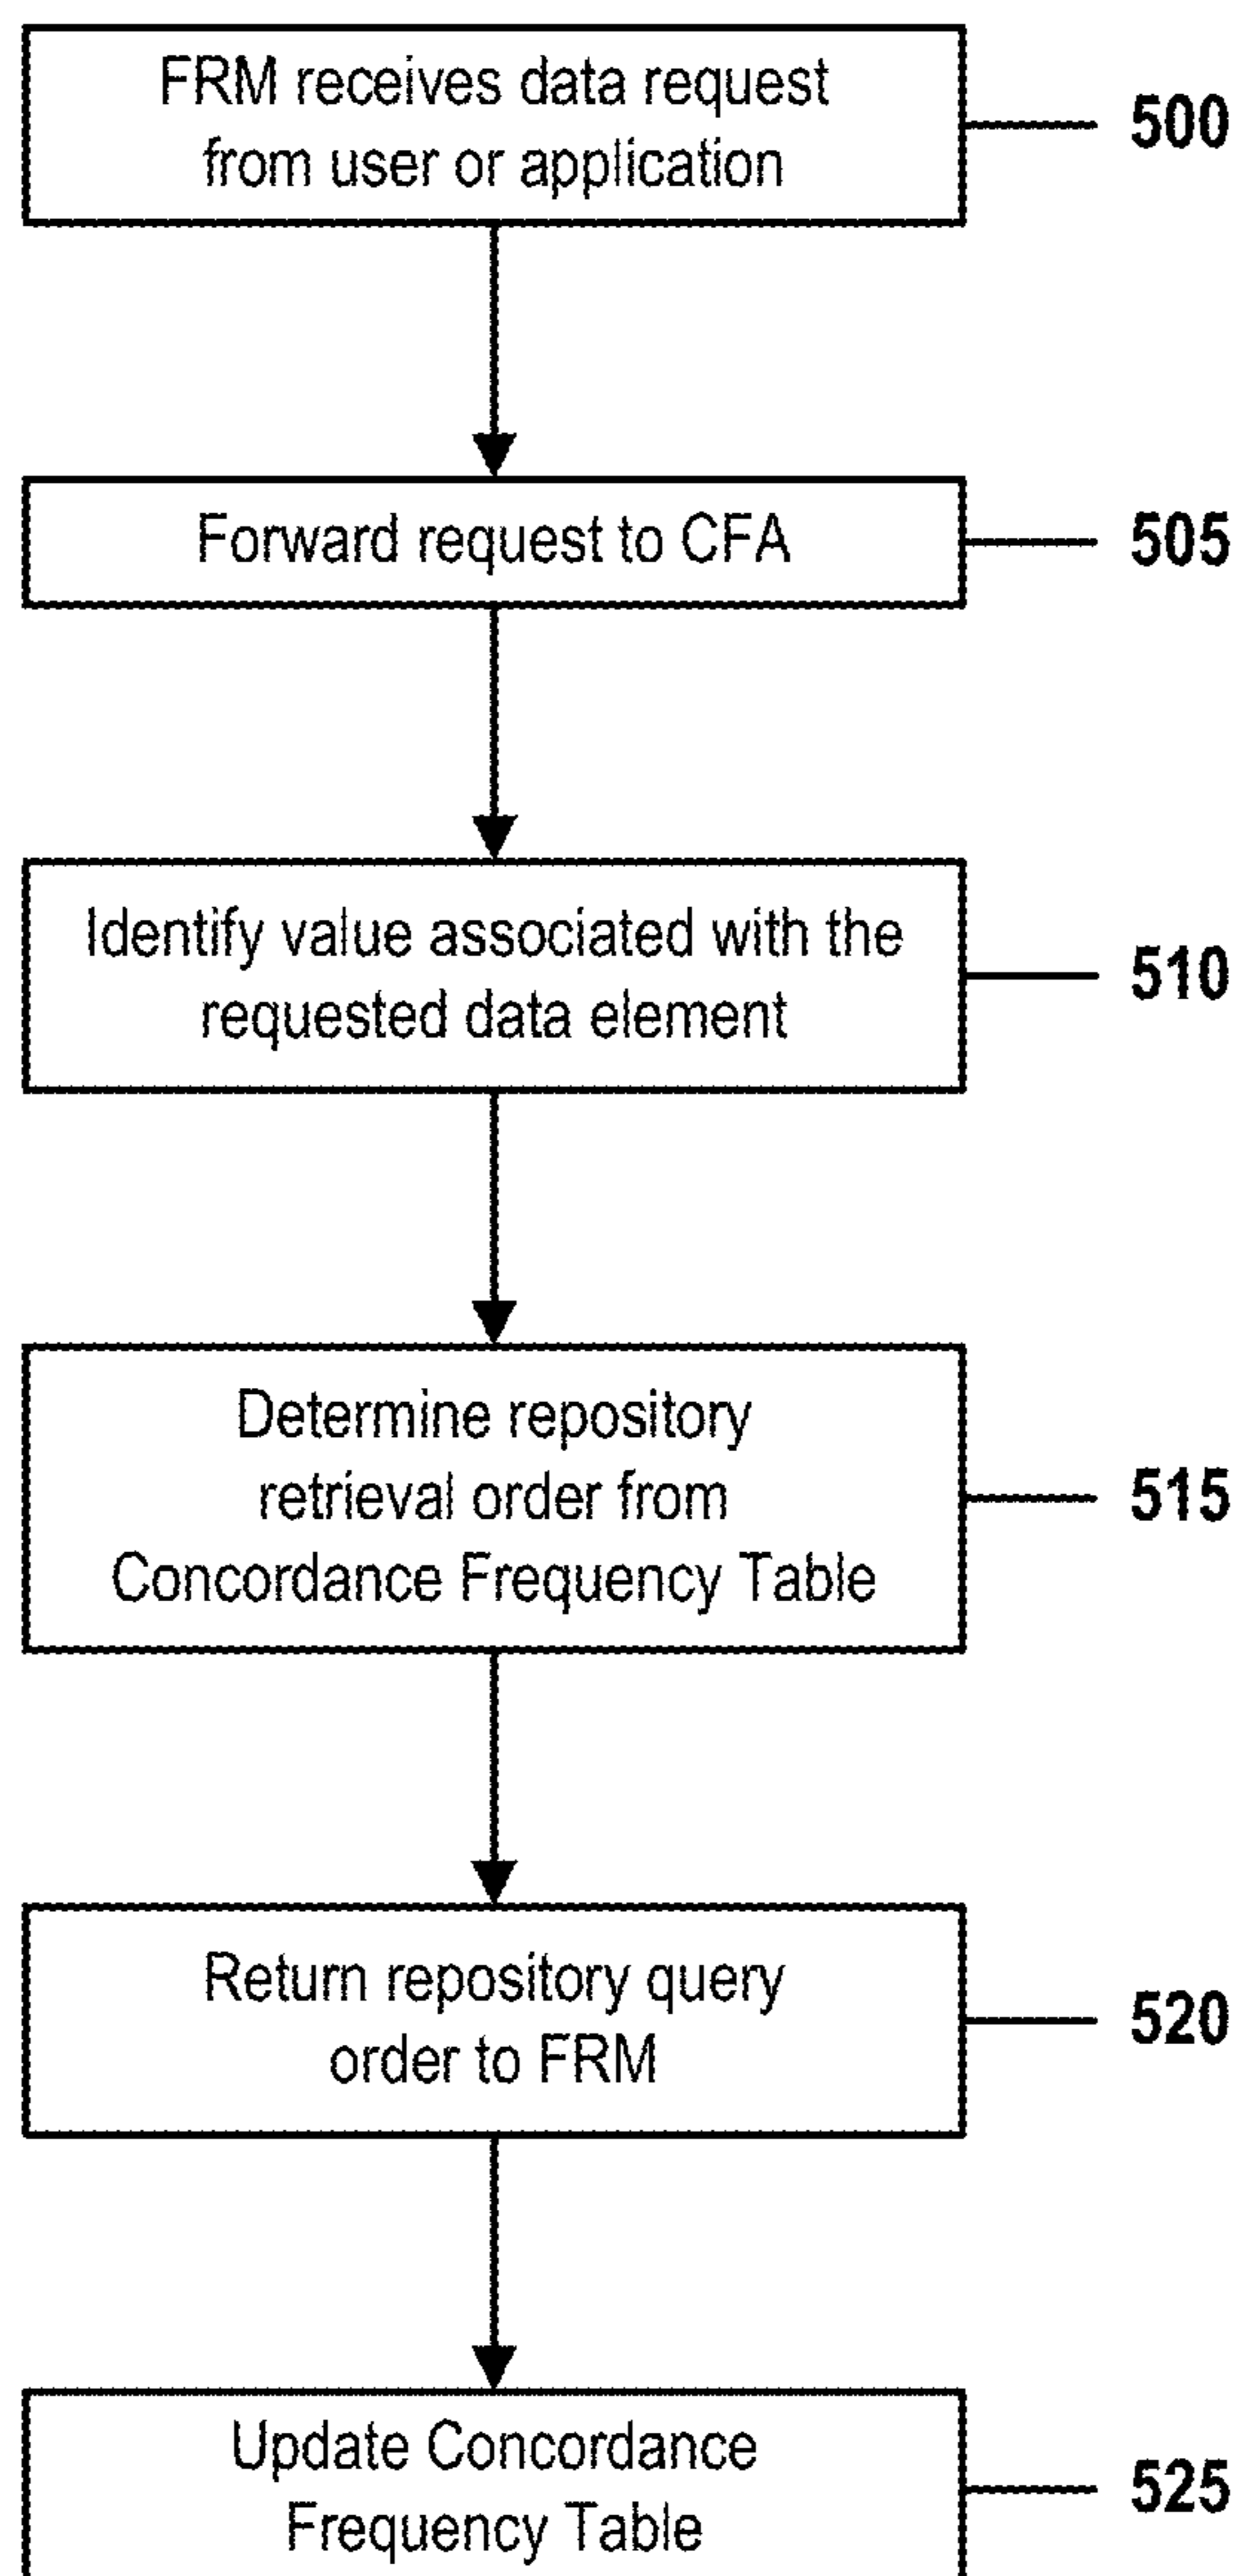 FRM receives data request
from user or application
500
Forward request to CFA
505
Identify value associated with the
requested data element
510
Determine repository
retrieval order from
Concordance Frequency Table
515
Return repository query
order to FRM
520
Update Concordance
Frequency Table
525